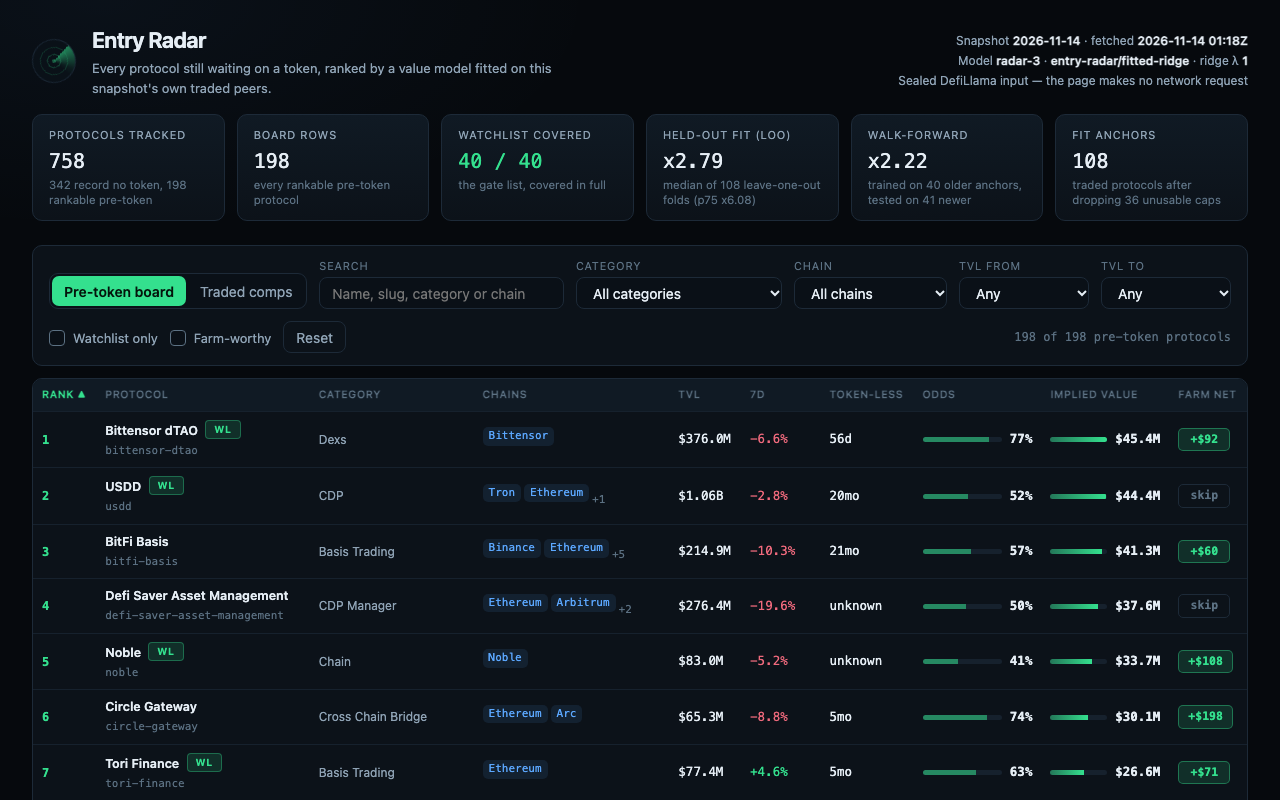 Entry Radar
Every protocol still waiting on a token, ranked by a value model fitted on this
snapshot's own traded peers.
Snapshot 2026-11-14 · fetched 2026-11-14 01:18Z
Model radar-3 · entry-radar/fitted-ridge · ridge λ 1
Sealed DefiLlama input — the page makes no network request
PROTOCOLS TRACKED
758
342 record no token, 198
rankable pre-token
BOARD ROWS
198
every rankable pre-token
protocol
WATCHLIST COVERED
40 / 40
the gate list, covered in full
HELD-OUT FIT (LOO)
x2.79
median of 108 leave-one-out
folds (p75 x6.08)
WALK-FORWARD
x2.22
trained on 40 older anchors,
tested on 41 newer
FIT ANCHORS
108
traded protocols after
dropping 36 unusable caps
Pre-token board Traded comps
SEARCH
Name, slug, category or chain
CATEGORY
All categories
CHAIN
All chains
TVL FROM
Any
TVL TO
Any
Watchlist only Farm-worthy Reset
198 of 198 pre-token protocols
RANK ▲ PROTOCOL CATEGORY CHAINS TVL 7D TOKEN-LESS ODDS IMPLIED VALUE FARM NET
1 Bittensor dTAO WL Dexs Bittensor $376.0M -6.6% 56d 77% $45.4M +$92
bittensor-dtao
2 USDD WL CDP Tron Ethereum +1 $1.06B -2.8% 20mo 52% $44.4M skip
usdd
3 BitFi Basis Basis Trading Binance Ethereum +5 $214.9M -10.3% 21mo 57% $41.3M +$60
bitfi-basis
4 Defi Saver Asset Management CDP Manager Ethereum Arbitrum +2 $276.4M -19.6% unknown 50% $37.6M skip
defi-saver-asset-management
5 Noble WL Chain Noble $83.0M -5.2% unknown 41% $33.7M +$108
noble
6 Circle Gateway Cross Chain Bridge Ethereum Arc $65.3M -8.8% 5mo 74% $30.1M +$198
circle-gateway
7 Tori Finance WL Basis Trading Ethereum $77.4M +4.6% 5mo 63% $26.6M +$71
tori-finance